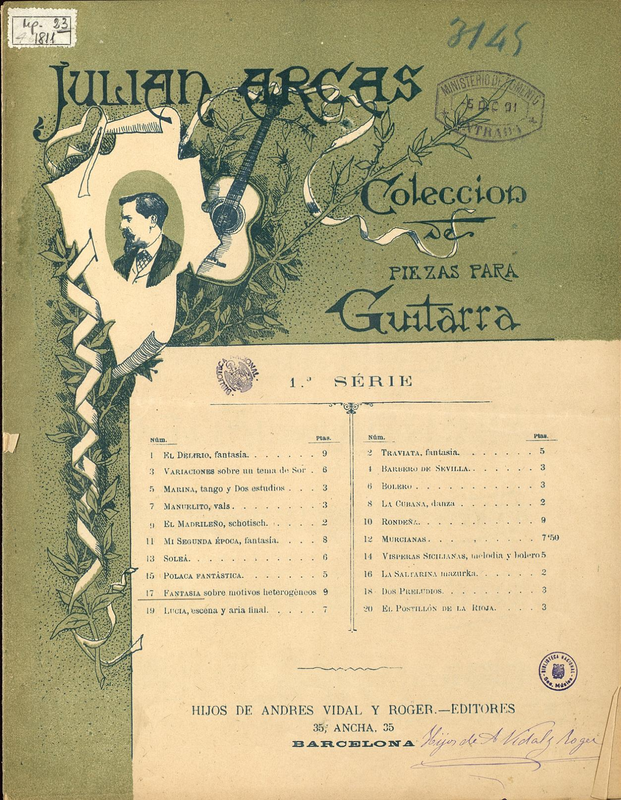 Mp. 23
1811
3145
JULIAN ARCAS
MINISTERIO DE FOMENTO
5 DIC 91
ENTRADA
Coleccion
DE
PIEZAS PARA
Guitarra
1.ª SÉRIE
Núm. Ptas.
1 EL DELIRIO, fantasía. 9
3 VARIACIONES sobre un tema de Sor. 6
5 MARINA, tango y Dos estudios. 3
7 MANUELITO, vals. 3
9 EL MADRILEÑO, schotisch. 2
11 MI SEGUNDA ÉPOCA, fantasía. 8
13 SOLEÁ. 6
15 POLACA FANTÁSTICA. 5
17 FANTASIA sobre motivos heterogéneos 9
19 LUCIA, escena y aria final. 7
Núm. Ptas.
2 TRAVIATA, fantasía. 5
4 BARBERO DE SEVILLA. 3
6 BOLERO. 3
8 LA CUBANA, danza. 2
10 RONDEÑA. 9
12 MURCIANAS. 7'50
14 VISPERAS SICILIANAS, melodia y bolero 5
16 LA SALTARINA mazurka. 2
18 DOS PRELUDIOS. 3
20 EL POSTILLÓN DE LA RIOJA. 3
BIBLIOTECA NACIONAL
Sec. Música
HIJOS DE ANDRES VIDAL Y ROGER.—EDITORES
35, ANCHA, 35
BARCELONA
Hijos de A Vidal y Roger